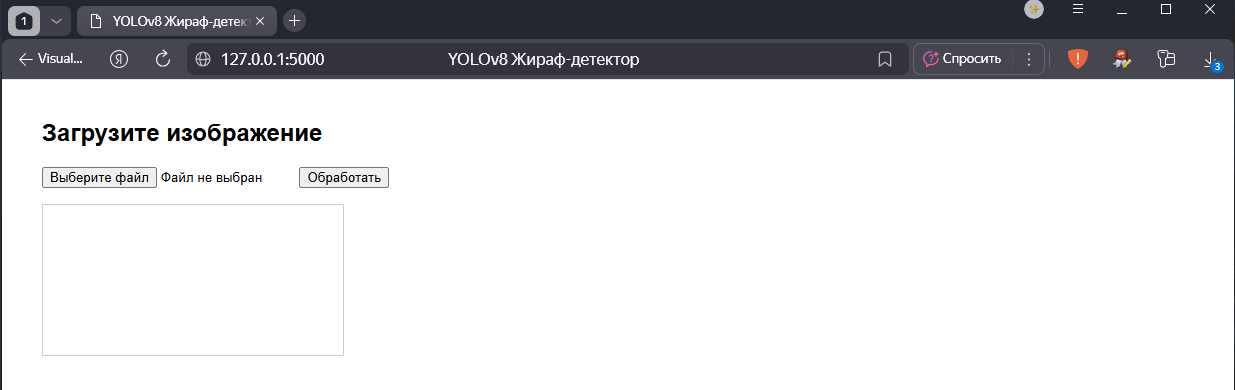 1
YOLOv8 Жираф-детект
Visual... Я 127.0.0.1:5000 YOLOv8 Жираф-детектор Спросить 3
Загрузите изображение
Выберите файл Файл не выбран Обработать